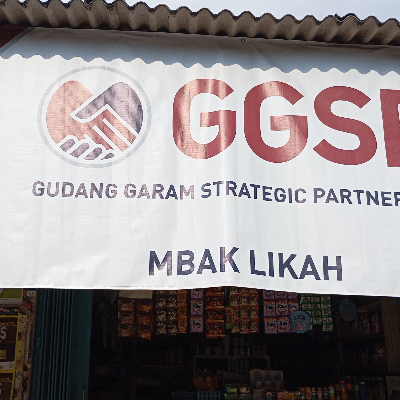 GGSP
GUDANG GARAM STRATEGIC PARTNER
MBAK LIKAH